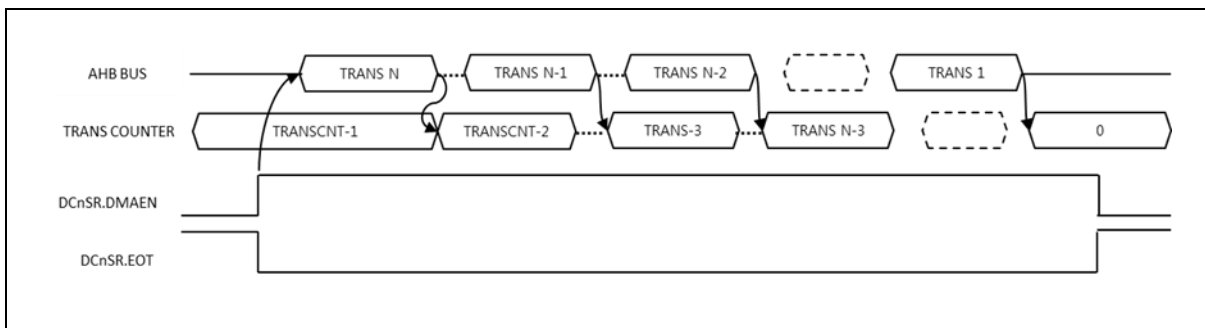 AHB BUS TRANS N TRANS N-1 TRANS N-2 TRANS 1
TRANS COUNTER TRANSCNT-1 TRANSCNT-2 TRANS-3 TRANS N-3 0
DCnSR.DMAEN
DCnSR.EOT